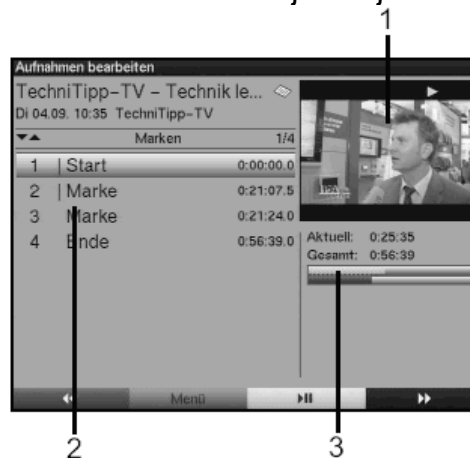 1
Aufnahmen bearbeiten
TechniTipp-TV - Technik le...
Di 04.09. 10:35 TechniTipp-TV
Marken 1/4
1 | Start 0:00:00.0
2 | Marke 0:21:07.5
3 Marke 0:21:24.0
4 Ende 0:56:39.0
Aktuell: 0:25:35
Gesamt: 0:56:39
Menü
2 3